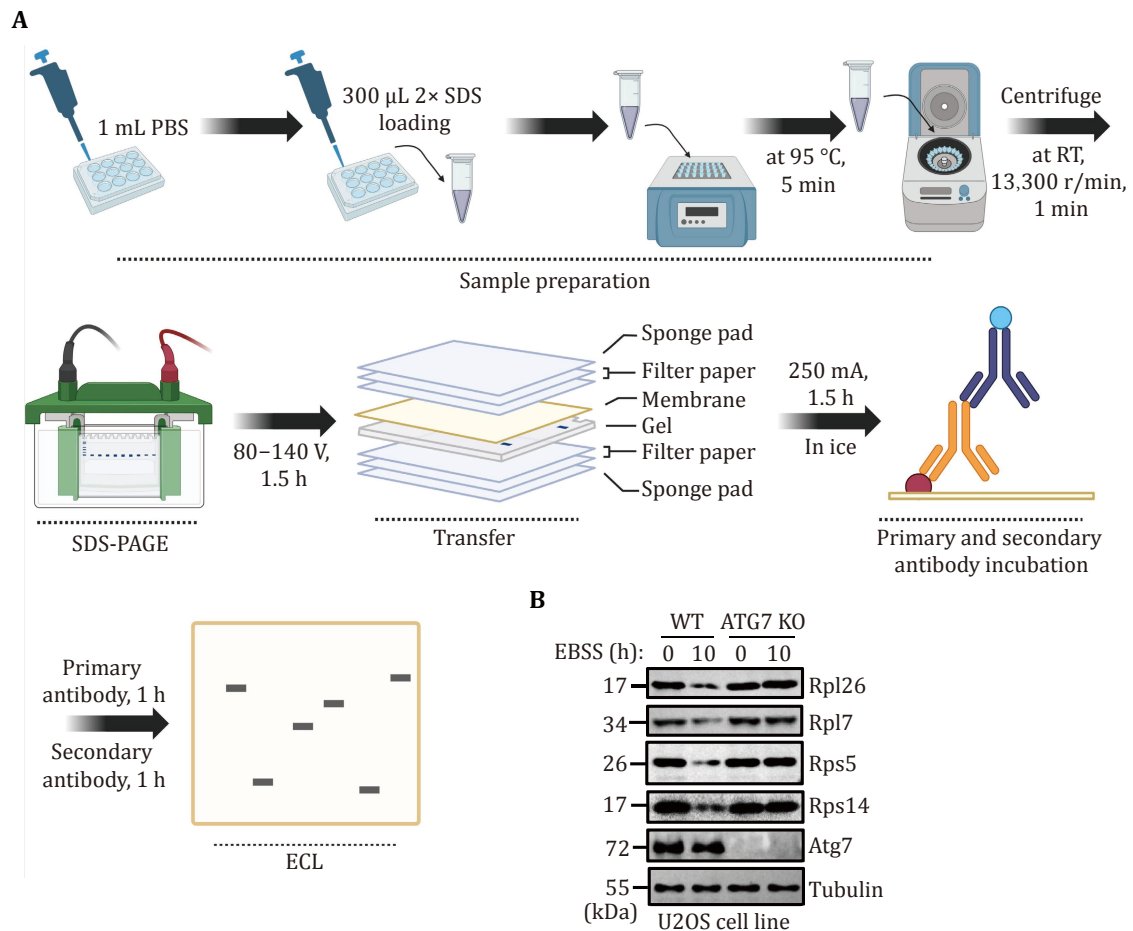 A
1 mL PBS
300 μL 2× SDS
loading
at 95 °C,
5 min
Centrifuge
at RT,
13,300 r/min,
1 min
Sample preparation
SDS-PAGE
80–140 V,
1.5 h
Sponge pad
Filter paper
Membrane
Gel
Filter paper
Sponge pad
Transfer
250 mA,
1.5 h
In ice
Primary and secondary
antibody incubation
Primary
antibody, 1 h
Secondary
antibody, 1 h
ECL
B
WT ATG7 KO
EBSS (h): 0 10 0 10
17 Rpl26
34 Rpl7
26 Rps5
17 Rps14
72 Atg7
55 Tubulin
(kDa)
U2OS cell line